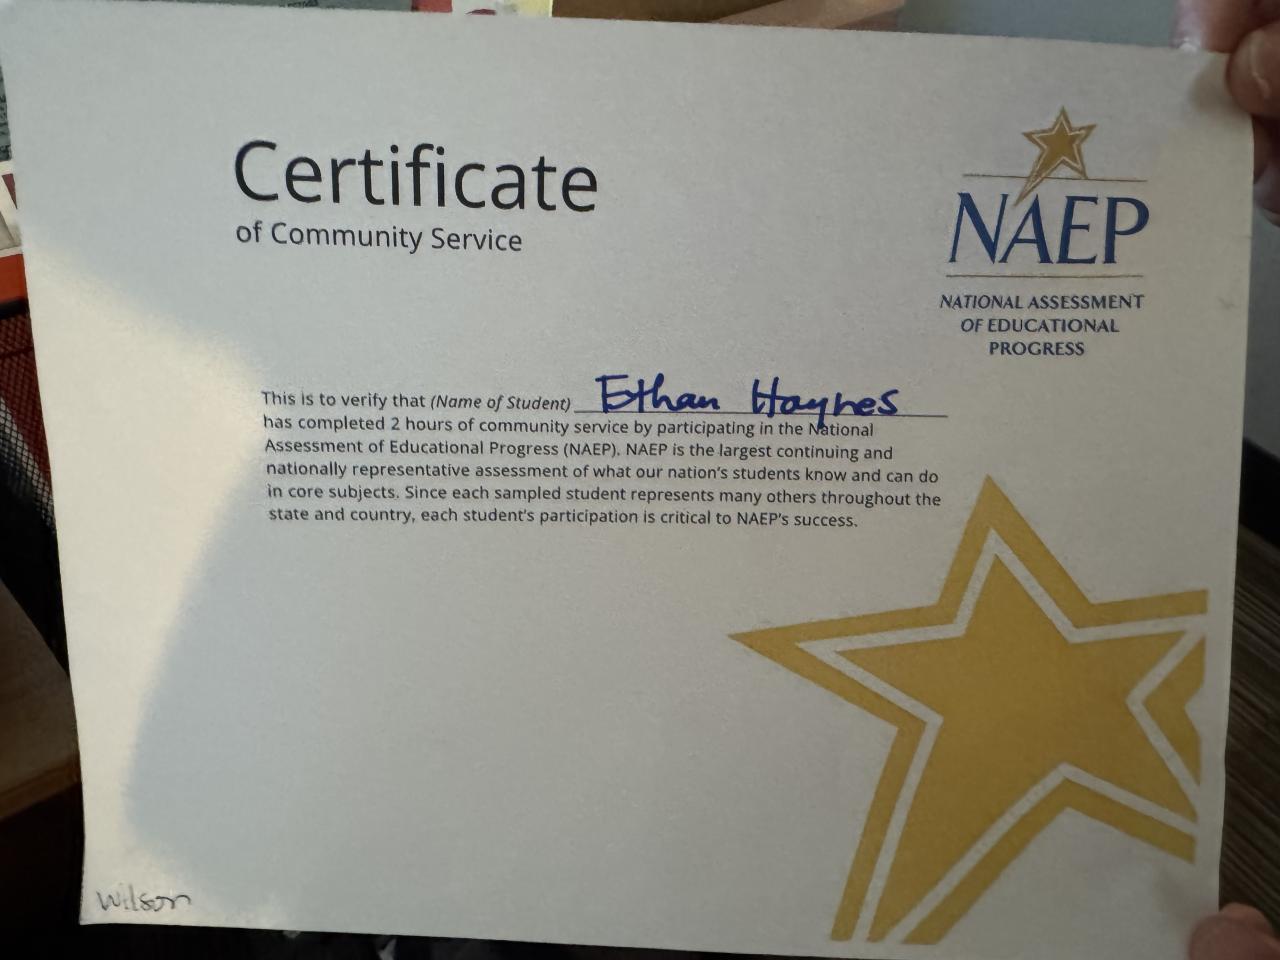 Certificate
of Community Service
NAEP
NATIONAL ASSESSMENT
OF EDUCATIONAL
PROGRESS
This is to verify that (Name of Student) Ethan Haynes
has completed 2 hours of community service by participating in the National
Assessment of Educational Progress (NAEP). NAEP is the largest continuing and
nationally representative assessment of what our nation's students know and can do
in core subjects. Since each sampled student represents many others throughout the
state and country, each student's participation is critical to NAEP's success.
Wilson